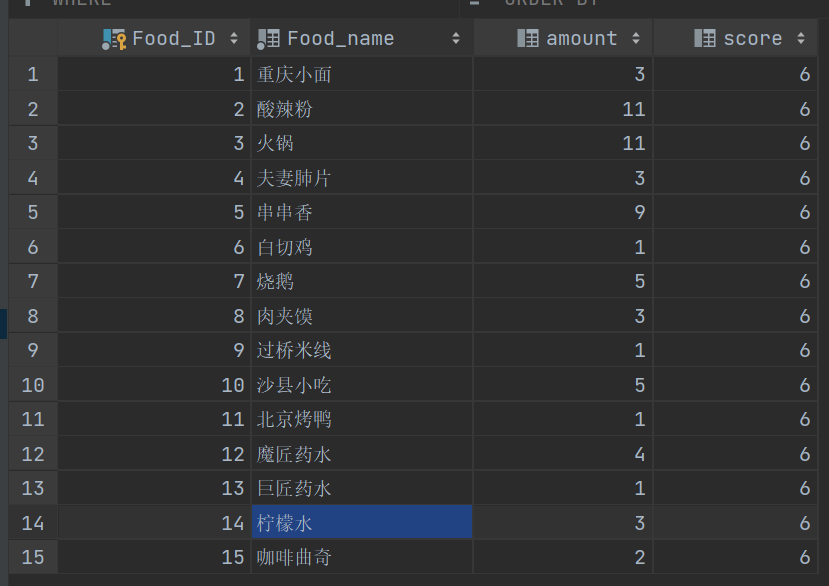 WHERE ORDER BY
Food_ID Food_name amount score
1 1 重庆小面 3 6
2 2 酸辣粉 11 6
3 3 火锅 11 6
4 4 夫妻肺片 3 6
5 5 串串香 9 6
6 6 白切鸡 1 6
7 7 烧鹅 5 6
8 8 肉夹馍 3 6
9 9 过桥米线 1 6
10 10 沙县小吃 5 6
11 11 北京烤鸭 1 6
12 12 魔匠药水 4 6
13 13 巨匠药水 1 6
14 14 柠檬水 3 6
15 15 咖啡曲奇 2 6